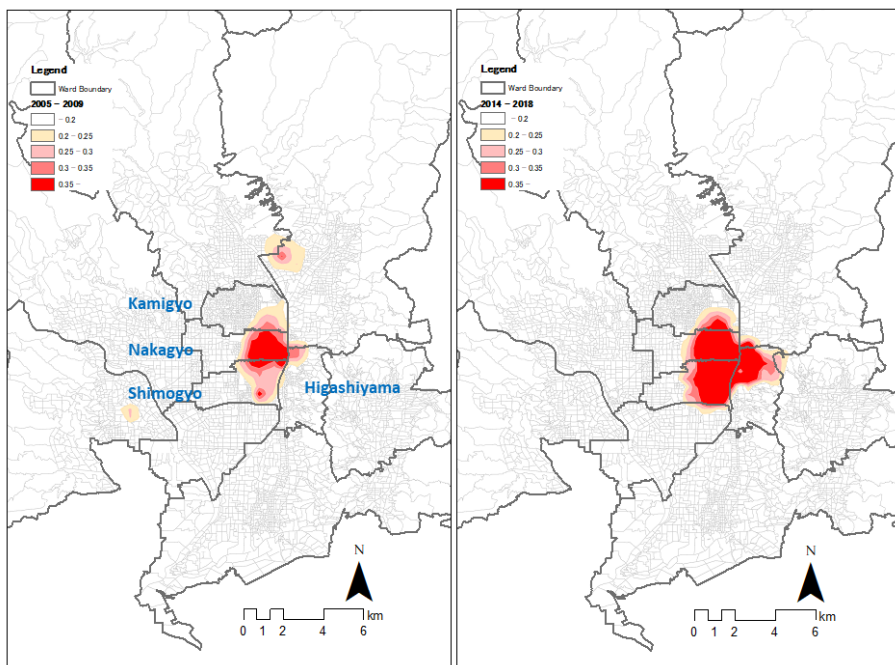 Legend
Ward Boundary
2005 – 2009
– 0.2
0.2 – 0.25
0.25 – 0.3
0.3 – 0.35
0.35 -
Kamigyo
Nakagyo
Shimogyo
Higashiyama
N
km
0 1 2 4 6
Legend
Ward Boundary
2014 – 2018
– 0.2
0.2 – 0.25
0.25 – 0.3
0.3 – 0.35
0.35 -
N
km
0 1 2 4 6